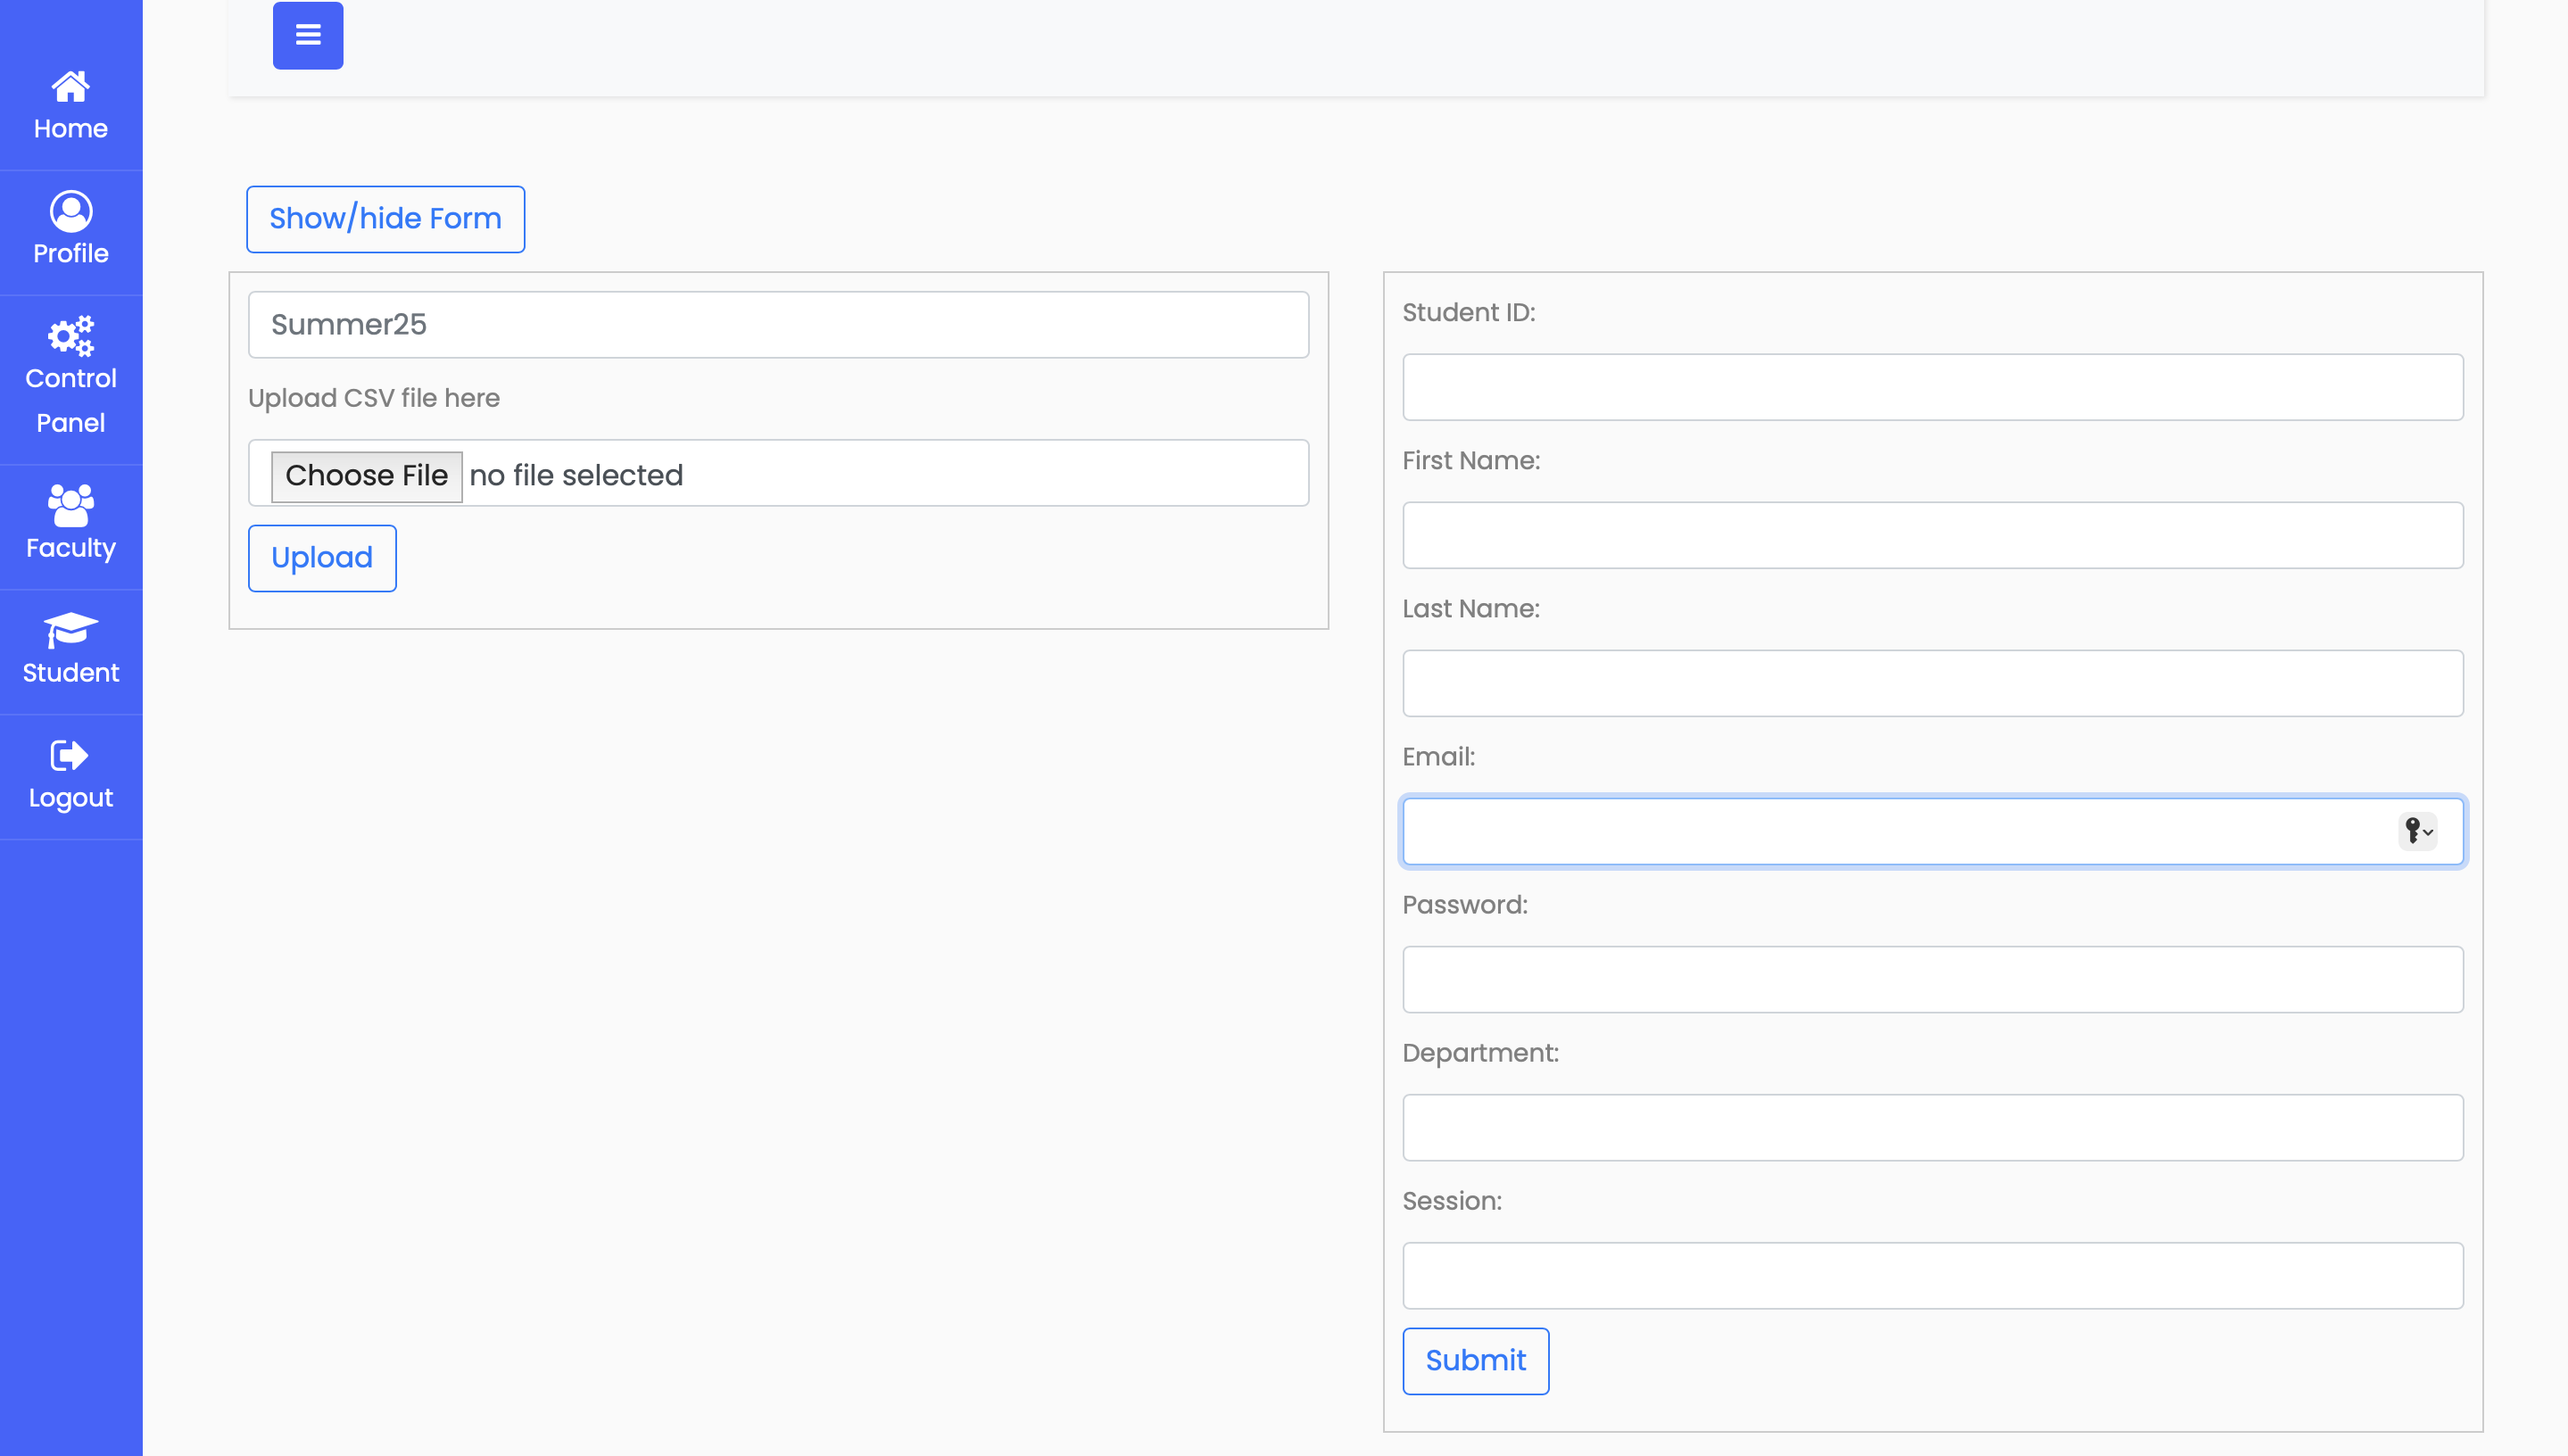 Home
Profile
Control
Panel
Faculty
Student
Logout
Show/hide Form
Summer25
Upload CSV file here
Choose File no file selected
Upload
Student ID:
First Name:
Last Name:
Email:
Password:
Department:
Session:
Submit